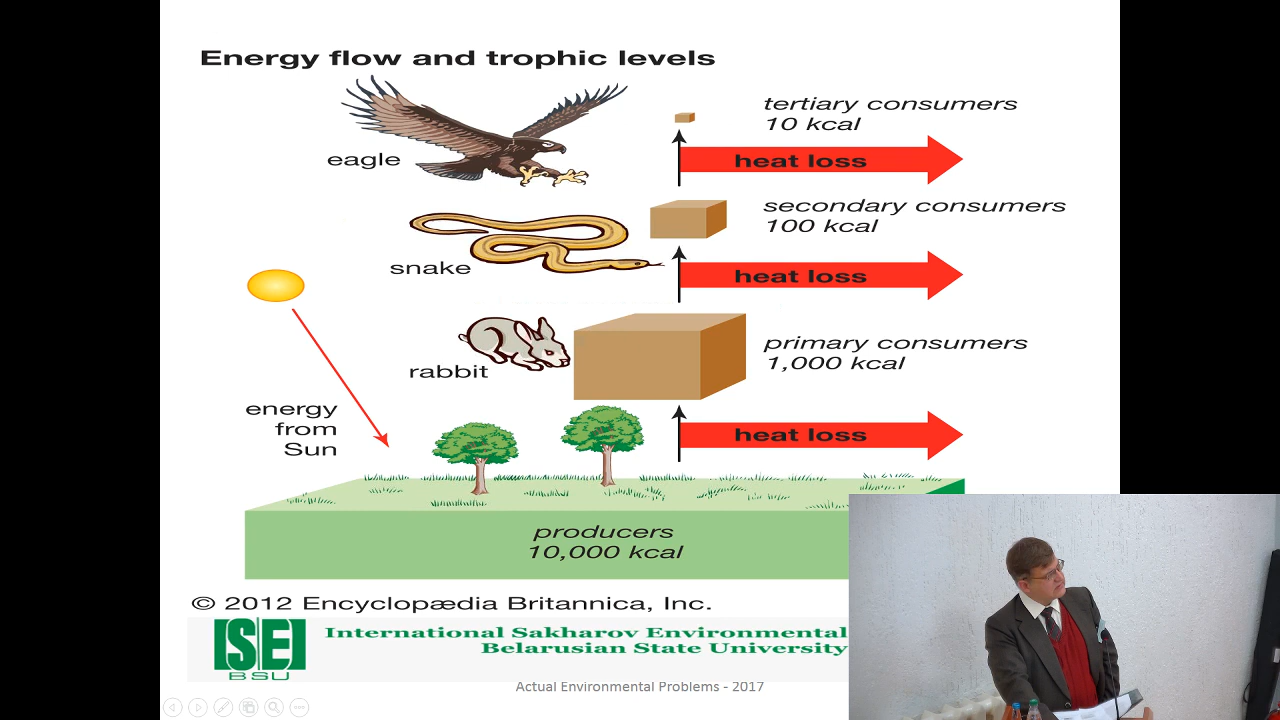 Energy flow and trophic levels
tertiary consumers
10 kcal
eagle
heat loss
secondary consumers
100 kcal
snake
heat loss
primary consumers
1,000 kcal
rabbit
energy
from
Sun
heat loss
producers
10,000 kcal
© 2012 Encyclopædia Britannica, Inc.
ISEI
BSU
International Sakharov Environmental
Belarusian State University
Actual Environmental Problems - 2017